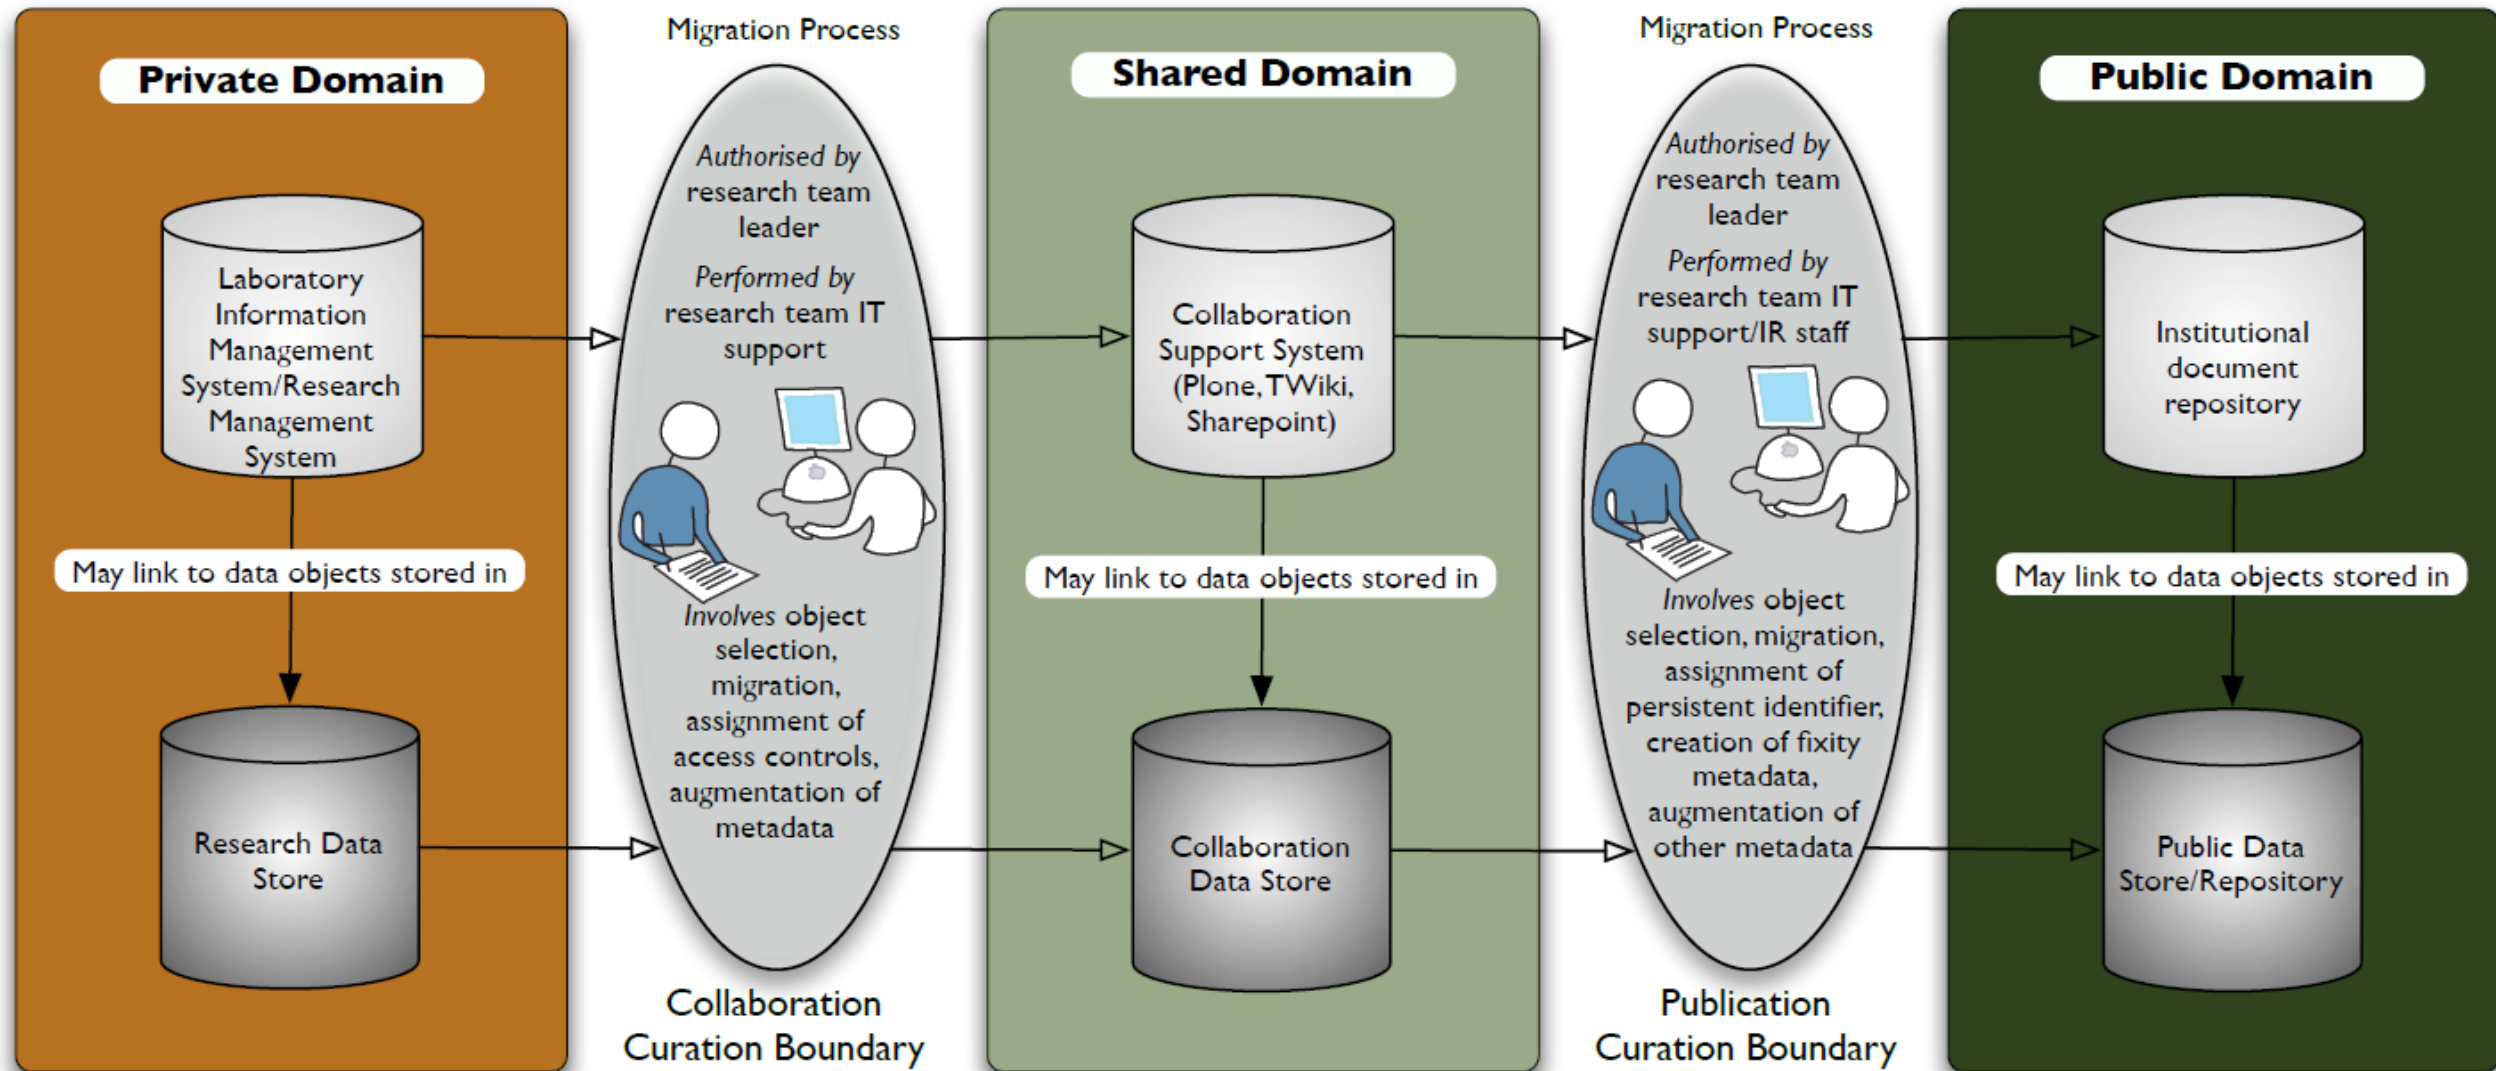 Private Domain
Laboratory
Information
Management
System/Research
Management
System
May link to data objects stored in
Research Data
Store
Migration Process
Authorised by
research team
leader
Performed by
research team IT
support
Involves object
selection,
migration,
assignment of
access controls,
augmentation of
metadata
Collaboration
Curation Boundary
Shared Domain
Collaboration
Support System
(Plone, TWiki,
Sharepoint)
May link to data objects stored in
Collaboration
Data Store
Migration Process
Authorised by
research team
leader
Performed by
research team IT
support/IR staff
Involves object
selection, migration,
assignment of
persistent identifier,
creation of fixity
metadata,
augmentation of
other metadata
Publication
Curation Boundary
Public Domain
Institutional
document
repository
May link to data objects stored in
Public Data
Store/Repository